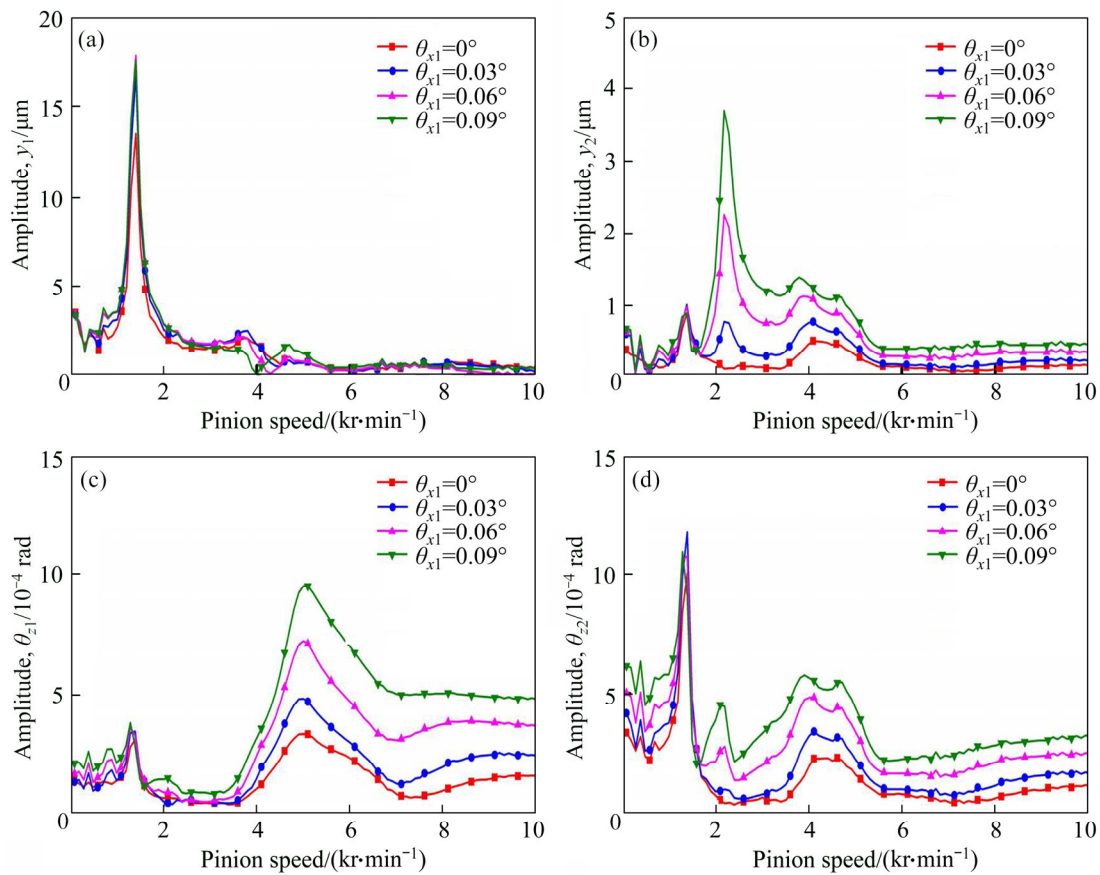 (a)
θx1=0°
θx1=0.03°
θx1=0.06°
θx1=0.09°
Amplitude, y1/μm
20
15
10
5
0
0 2 4 6 8 10
Pinion speed/(kr·min⁻¹)
(b)
θx1=0°
θx1=0.03°
θx1=0.06°
θx1=0.09°
Amplitude, y2/μm
5
4
3
2
1
0
2 4 6 8 10
Pinion speed/(kr·min⁻¹)
(c)
θx1=0°
θx1=0.03°
θx1=0.06°
θx1=0.09°
Amplitude, θz1/10⁻⁴ rad
15
10
5
0
2 4 6 8 10
Pinion speed/(kr·min⁻¹)
(d)
θx1=0°
θx1=0.03°
θx1=0.06°
θx1=0.09°
Amplitude, θz2/10⁻⁴ rad
15
10
5
0
2 4 6 8 10
Pinion speed/(kr·min⁻¹)